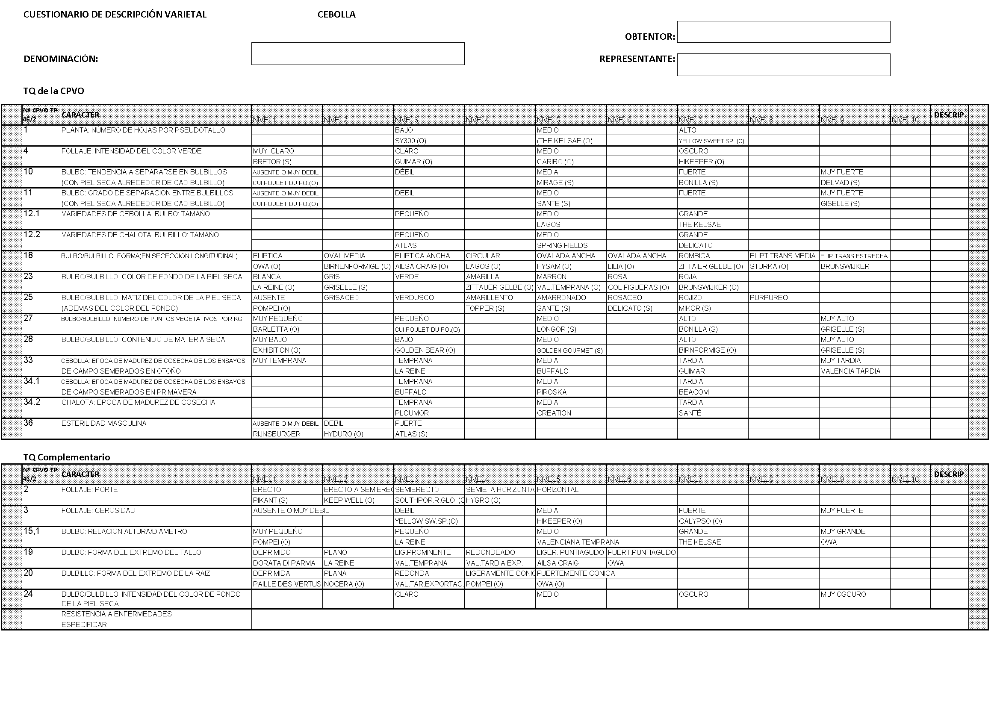 CUESTIONARIO DE DESCRIPCIÓN VARIETAL CEBOLLA
OBTENTOR:
DENOMINACIÓN: REPRESENTANTE:
TQ de la CPVO
Nº CPVO TP 46/2 CARÁCTER NIVEL1 NIVEL2 NIVEL3 NIVEL4 NIVEL5 NIVEL6 NIVEL7 NIVEL8 NIVEL9 NIVEL10 DESCRIP
1 PLANTA: NÚMERO DE HOJAS POR PSEUDOTALLO BAJO MEDIO ALTO
SY300 (O) (THE KELSAE (O) YELLOW SWEET SP. (O)
4 FOLLAJE: INTENSIDAD DEL COLOR VERDE MUY CLARO CLARO MEDIO OSCURO
BRETOR (S) GUIMAR (O) CARIBO (O) HIKEEPER (O)
10 BULBO: TENDENCIA A SEPARARSE EN BULBILLOS AUSENTE O MUY DEBIL DÉBIL MEDIA FUERTE MUY FUERTE
(CON PIEL SECA ALREDEDOR DE CAD BULBILLO) CUI.POULET DU PO.(O) MIRAGE (S) BONILLA (S) DELVAD (S)
11 BULBO: GRADO DE SEPARACION ENTRE BULBILLOS AUSENTE O MUY DEBIL DEBIL MEDIO FUERTE MUY FUERTE
(CON PIEL SECA ALREDEDOR DE CAD BULBILLO) CUI.POULET DU PO.(O) SANTE (S) GISELLE (S)
12.1 VARIEDADES DE CEBOLLA: BULBO: TAMAÑO PEQUEÑO MEDIO GRANDE
LAGOS THE KELSAE
12.2 VARIEDADES DE CHALOTA: BULBILLO: TAMAÑO PEQUEÑO MEDIO GRANDE
ATLAS SPRING FIELDS DELICATO
18 BULBO/BULBILLO: FORMA(EN SECECCION LONGITUDINAL) ELIPTICA OVAL MEDIA ELIPTICA ANCHA CIRCULAR OVALADA ANCHA OVALADA ANCHA ROMBICA ELIPT.TRANS.MEDIA ELIP.TRANS.ESTRECHA
OWA (O) BIRNENFÖRMIGE (O) AILSA CRAIG (O) LAGOS (O) HYSAM (O) LILIA (O) ZITTAIER GELBE (O) STURKA (O) BRUNSWIJKER
23 BULBO/BULBILLO: COLOR DE FONDO DE LA PIEL SECA BLANCA GRIS VERDE AMARILLA MARRON ROSA ROJA
LA REINE (O) GRISELLE (S) ZITTAUER GELBE (O) VAL.TEMPRANA (O) COL.FIGUERAS (O) BRUNSWIJKER (O)
25 BULBO/BULBILLO: MATIZ DEL COLOR DE LA PIEL SECA AUSENTE GRISACEO VERDUSCO AMARILLENTO AMARRONADO ROSACEO ROJIZO PURPUREO
(ADEMAS DEL COLOR DEL FONDO) POMPEI (O) TOPPER (S) SANTE (S) DELICATO (S) MIKOR (S)
27 BULBO/BULBILLO: NUMERO DE PUNTOS VEGETATIVOS POR KG MUY PEQUEÑO PEQUEÑO MEDIO ALTO MUY ALTO
BARLETTA (O) CUI.POULET DU PO.(O) LONGOR (S) BONILLA (S) GRISELLE (S)
28 BULBO/BULBILLO: CONTENIDO DE MATERIA SECA MUY BAJO BAJO MEDIO ALTO MUY ALTO
EXHIBITION (O) GOLDEN BEAR (O) GOLDEN GOURMET (S) BIRNFÖRMIGE (O) GRISELLE (S)
33 CEBOLLA: EPOCA DE MADUREZ DE COSECHA DE LOS ENSAYOS MUY TEMPRANA TEMPRANA MEDIA TARDIA MUY TARDIA
DE CAMPO SEMBRADOS EN OTOÑO LA REINE BUFFALO GUIMAR VALENCIA TARDIA
34.1 CEBOLLA: EPOCA DE MADUREZ DE COSECHA DE LOS ENSAYOS TEMPRANA MEDIA TARDIA
DE CAMPO SEMBRADOS EN PRIMAVERA BUFFALO PIROSKA BEACOM
34.2 CHALOTA: EPOCA DE MADUREZ DE COSECHA TEMPRANA MEDIA TARDIA
PLOUMOR CREATION SANTÉ
36 ESTERILIDAD MASCULINA AUSENTE O MUY DEBIL DEBIL FUERTE
RIJNSBURGER HYDURO (O) ATLAS (S)
TQ Complementario
Nº CPVO TP 46/2 CARÁCTER NIVEL1 NIVEL2 NIVEL3 NIVEL4 NIVEL5 NIVEL6 NIVEL7 NIVEL8 NIVEL9 NIVEL10 DESCRIP
2 FOLLAJE: PORTE ERECTO ERECTO A SEMIEREC SEMIERECTO SEMIE. A HORIZONTA HORIZONTAL
PIKANT (S) KEEP WELL (O) SOUTHPOR.R.GLO. (O HYGRO (O)
3 FOLLAJE: CEROSIDAD AUSENTE O MUY DEBIL DEBIL MEDIA FUERTE MUY FUERTE
YELLOW SW.SP.(O) HIKEEPER (O) CALYPSO (O)
15,1 BULBO: RELACION ALTURA/DIAMETRO MUY PEQUEÑO PEQUEÑO MEDIO GRANDE MUY GRANDE
POMPEI (O) LA REINE VALENCIANA TEMPRANA THE KELSAE OWA
19 BULBO: FORMA DEL EXTREMO DEL TALLO DEPRIMIDO PLANO LIG.PROMINENTE REDONDEADO LIGER. PUNTIAGUDO FUERT.PUNTIAGUDO
DORATA DI PARMA LA REINE VAL.TEMPRANA VAL.TARDIA EXP. AILSA CRAIG OWA
20 BULBILLO: FORMA DEL EXTREMO DE LA RAIZ DEPRIMIDA PLANA REDONDA LIGERAMENTE CONIC FUERTEMENTE CONICA
PAILLE DES VERTUS NOCERA (O) VAL.TAR.EXPORTAC. POMPEI (O) OWA (O)
24 BULBO/BULBILLO: INTENSIDAD DEL COLOR DE FONDO CLARO MEDIO OSCURO MUY OSCURO
DE LA PIEL SECA
RESISTENCIA A ENFERMEDADES
ESPECIFICAR